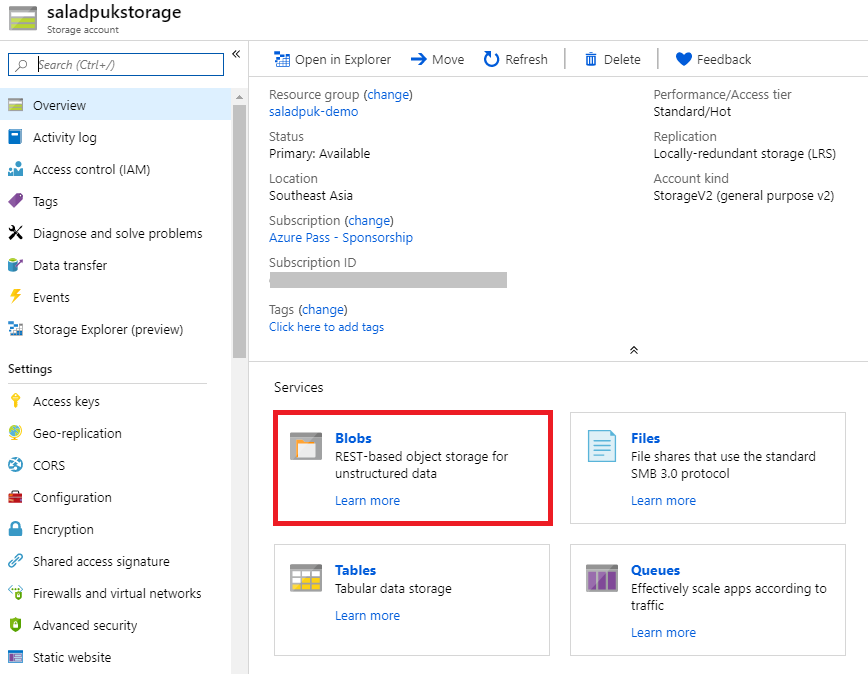 saladpukstorage
Storage account
Search (Ctrl+/)
«
Overview
Activity log
Access control (IAM)
Tags
Diagnose and solve problems
Data transfer
Events
Storage Explorer (preview)
Settings
Access keys
Geo-replication
CORS
Configuration
Encryption
Shared access signature
Firewalls and virtual networks
Advanced security
Static website
Open in Explorer Move Refresh Delete Feedback
Resource group (change)
saladpuk-demo
Status
Primary: Available
Location
Southeast Asia
Subscription (change)
Azure Pass - Sponsorship
Subscription ID
Tags (change)
Click here to add tags
Performance/Access tier
Standard/Hot
Replication
Locally-redundant storage (LRS)
Account kind
StorageV2 (general purpose v2)
Services
Blobs
REST-based object storage for
unstructured data
Learn more
Files
File shares that use the standard
SMB 3.0 protocol
Learn more
Tables
Tabular data storage
Learn more
Queues
Effectively scale apps according to
traffic
Learn more